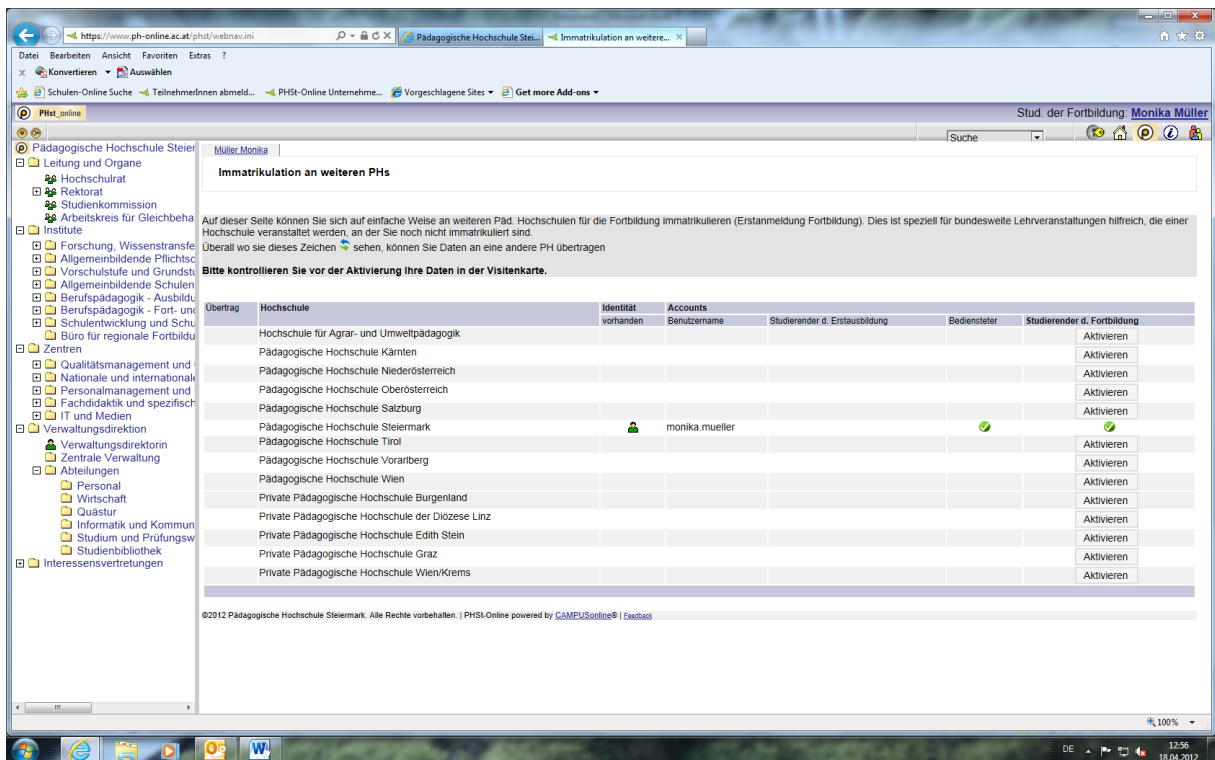 https://www.ph-online.ac.at/phst/webnav.ini
Pädagogische Hochschule Stei...
Immatrikulation an weitere...
Datei Bearbeiten Ansicht Favoriten Extras ?
x Konvertieren Auswählen
Schulen-Online Suche TeilnehmerInnen abmeld... PHSt-Online Unternehme... Vorgeschlagene Sites Get more Add-ons
PHst_online
Stud. der Fortbildung: Monika Müller
Suche
Pädagogische Hochschule Steier
Leitung und Organe
Hochschulrat
Rektorat
Studienkommission
Arbeitskreis für Gleichbeha
Institute
Forschung, Wissenstransfe
Allgemeinbildende Pflichtsc
Vorschulstufe und Grundstu
Allgemeinbildende Schulen
Berufspädagogik - Ausbildu
Berufspädagogik - Fort- und
Schulentwicklung und Schu
Büro für regionale Fortbildu
Zentren
Qualitätsmanagement und
Nationale und internationale
Personalmanagement und
Fachdidaktik und spezifisch
IT und Medien
Verwaltungsdirektion
Verwaltungsdirektorin
Zentrale Verwaltung
Abteilungen
Personal
Wirtschaft
Quästur
Informatik und Kommun
Studium und Prüfungsw
Studienbibliothek
Interessensvertretungen
Müller Monika
Immatrikulation an weiteren PHs
Auf dieser Seite können Sie sich auf einfache Weise an weiteren Päd. Hochschulen für die Fortbildung immatrikulieren (Erstanmeldung Fortbildung). Dies ist speziell für bundesweite Lehrveranstaltungen hilfreich, die einer
Hochschule veranstaltet werden, an der Sie noch nicht immatrikuliert sind.
Überall wo sie dieses Zeichen sehen, können Sie Daten an eine andere PH übertragen
Bitte kontrollieren Sie vor der Aktivierung Ihre Daten in der Visitenkarte.
Übertrag Hochschule Identität Accounts
vorhanden Benutzername Studierender d. Erstausbildung Bediensteter Studierender d. Fortbildung
Hochschule für Agrar- und Umweltpädagogik Aktivieren
Pädagogische Hochschule Kärnten Aktivieren
Pädagogische Hochschule Niederösterreich Aktivieren
Pädagogische Hochschule Oberösterreich Aktivieren
Pädagogische Hochschule Salzburg Aktivieren
Pädagogische Hochschule Steiermark monika.mueller
Pädagogische Hochschule Tirol Aktivieren
Pädagogische Hochschule Vorarlberg Aktivieren
Pädagogische Hochschule Wien Aktivieren
Private Pädagogische Hochschule Burgenland Aktivieren
Private Pädagogische Hochschule der Diözese Linz Aktivieren
Private Pädagogische Hochschule Edith Stein Aktivieren
Private Pädagogische Hochschule Graz Aktivieren
Private Pädagogische Hochschule Wien/Krems Aktivieren
©2012 Pädagogische Hochschule Steiermark. Alle Rechte vorbehalten. | PHSt-Online powered by CAMPUSonline® | Feedback
100%
DE
12:56
18.04.2012